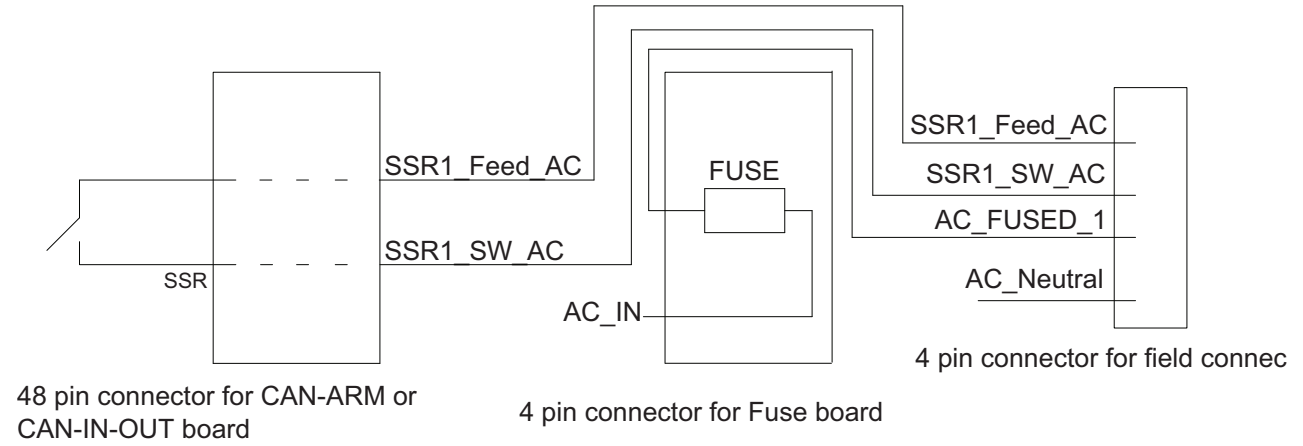 SSR1_Feed_AC
SSR1_SW_AC
SSR
FUSE
AC_IN
SSR1_Feed_AC
SSR1_SW_AC
AC_FUSED_1
AC_Neutral
48 pin connector for CAN-ARM or
CAN-IN-OUT board
4 pin connector for Fuse board
4 pin connector for field connec